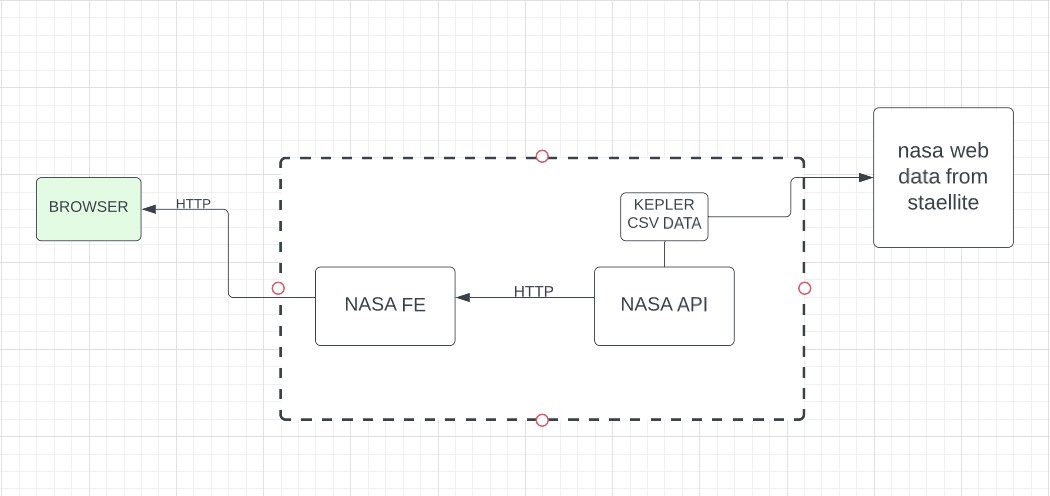 BROWSER
HTTP
NASA FE
HTTP
KEPLER
CSV DATA
NASA API
nasa web
data from
staellite